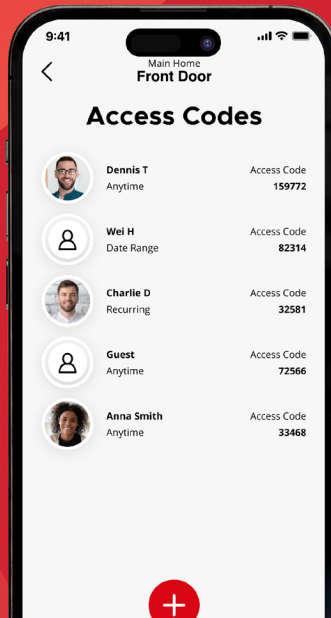 9:41
Main Home
Front Door
Access Codes
Dennis T Access Code
Anytime 159772
Wei H Access Code
Date Range 82314
Charlie D Access Code
Recurring 32581
Guest Access Code
Anytime 72566
Anna Smith Access Code
Anytime 33468